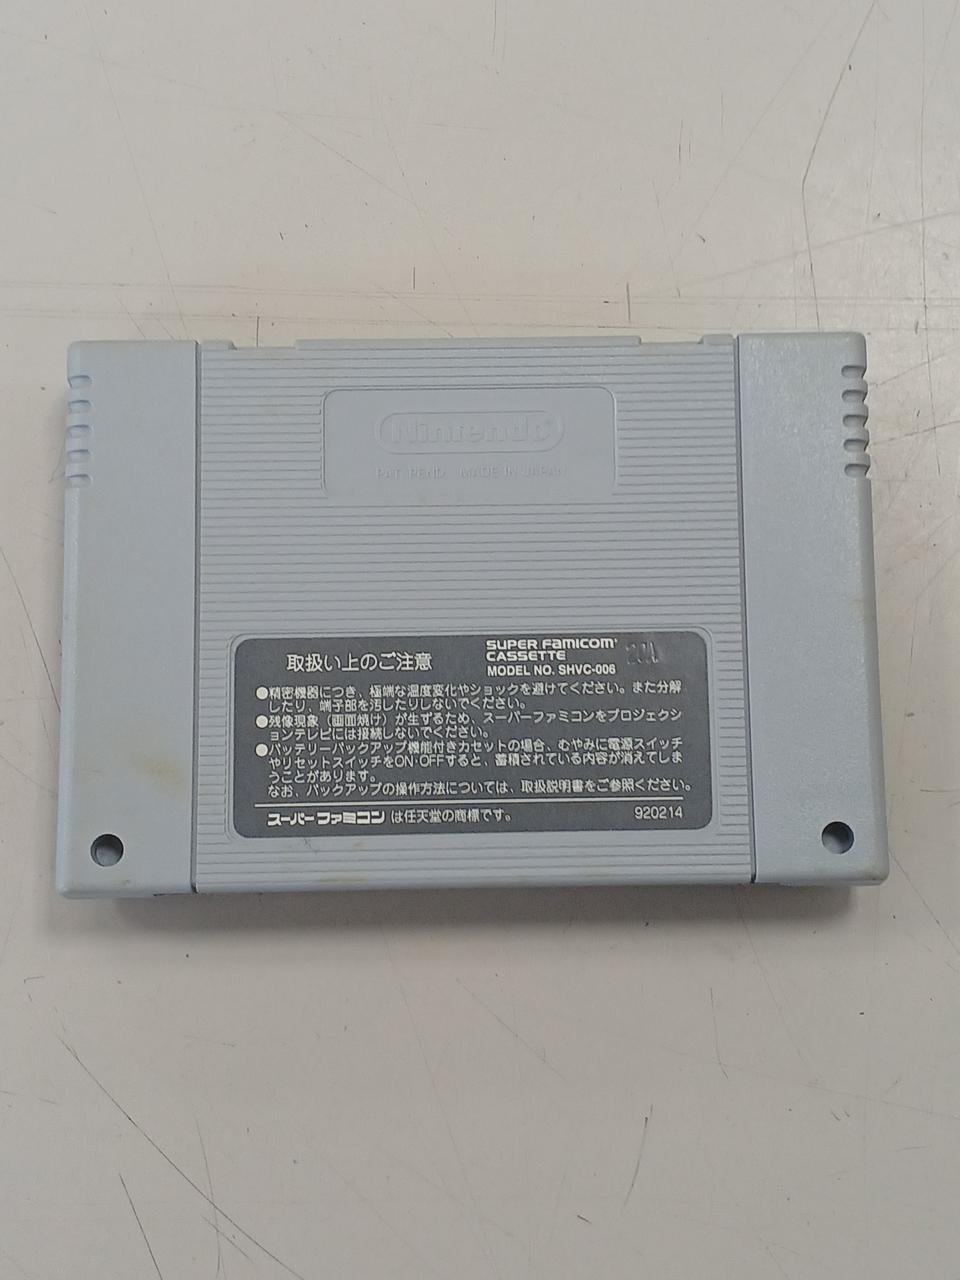 Nintendo®
PAT. PEND. MADE IN JAPAN
取扱い上のご注意
SUPER FAMICOM
CASSETTE
MODEL NO. SHVC-006
●精密機器につき、極端な温度変化やショックを避けてください。また分解
したり、端子部を汚したりしないでください。
●残像現象(画面焼け)が生ずるため、スーパーファミコンをプロジェクシ
ョンテレビには接続しないでください。
●バッテリーバックアップ機能付きカセットの場合、むやみに電源スイッチ
やリセットスイッチをON・OFFすると、蓄積されている内容が消えてしま
うことがあります。
なお、バックアップの操作方法については、取扱説明書をご参照ください。
スーパーファミコンは任天堂の商標です。
920214